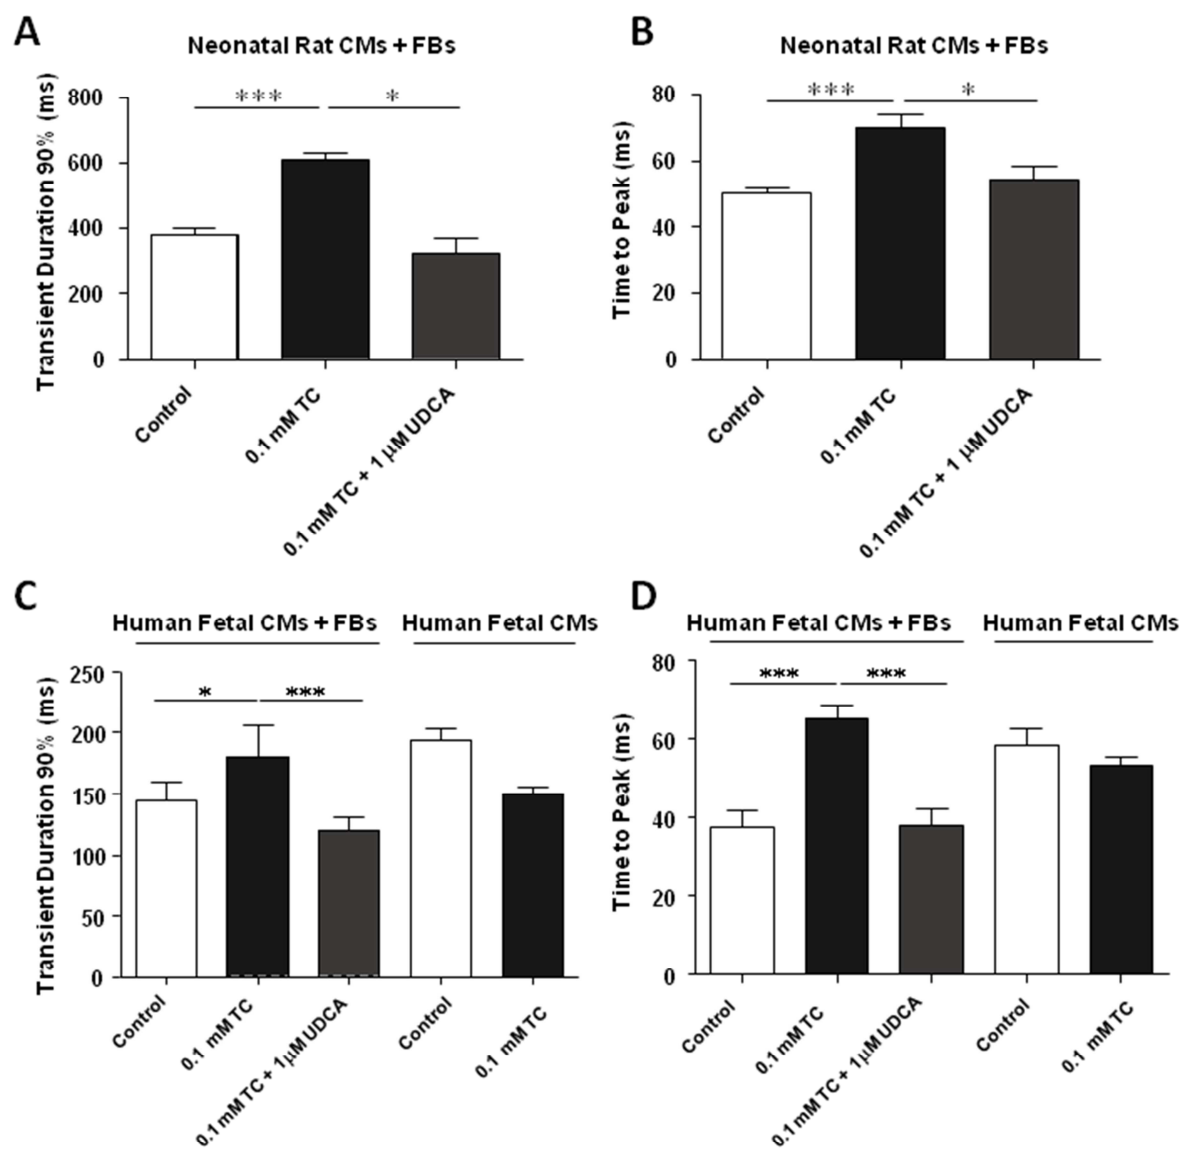 A
Neonatal Rat CMs + FBs
Transient Duration 90% (ms)
800
600
400
200
0
*** *
Control
0.1 mM TC
0.1 mM TC + 1 µM UDCA
B
Neonatal Rat CMs + FBs
Time to Peak (ms)
80
60
40
20
0
*** *
Control
0.1 mM TC
0.1 mM TC + 1 µM UDCA
C
Human Fetal CMs + FBs Human Fetal CMs
Transient Duration 90% (ms)
250
200
150
100
50
0
* ***
Control
0.1 mM TC
0.1 mM TC + 1µM UDCA
Control
0.1 mM TC
D
Human Fetal CMs + FBs Human Fetal CMs
Time to Peak (ms)
80
60
40
20
0
*** ***
Control
0.1 mM TC
0.1 mM TC + 1µM UDCA
Control
0.1 mM TC